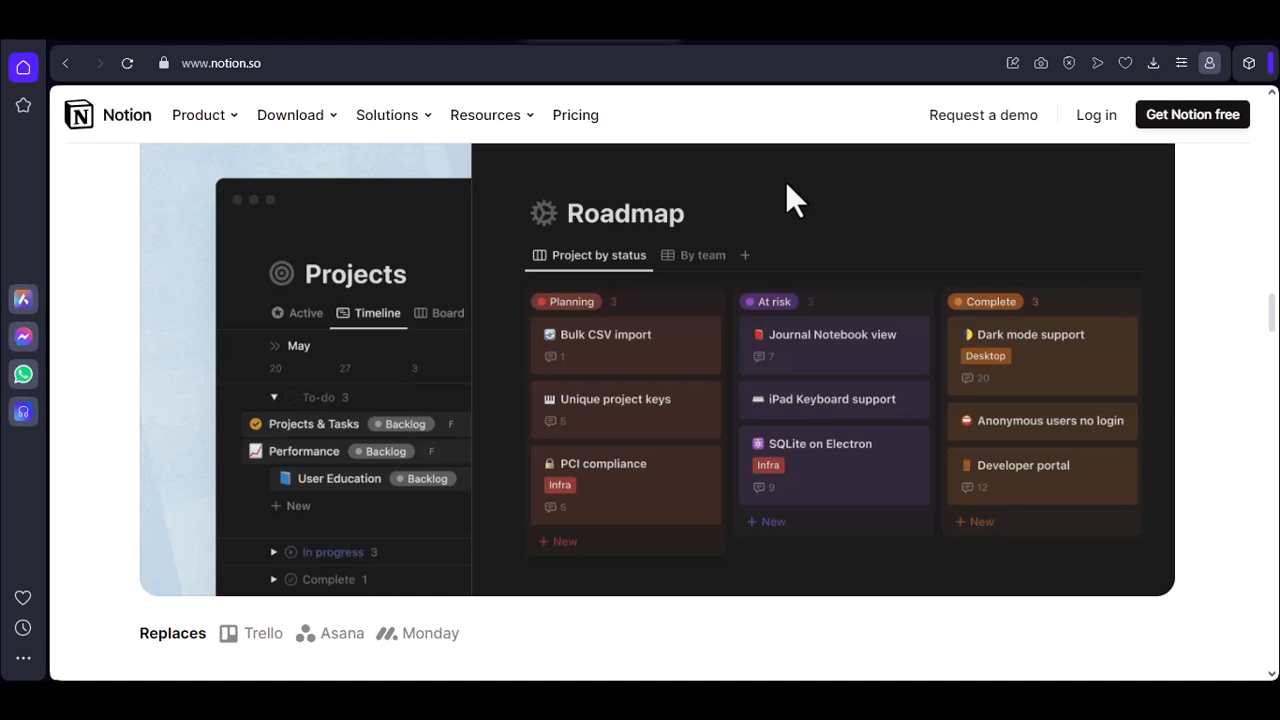 www.notion.so
Notion Product Download Solutions Resources Pricing Request a demo Log in Get Notion free
Projects
Active Timeline Board
May
20 27 3
To-do 3
Projects & Tasks Backlog F
Performance Backlog F
User Education Backlog
+ New
In progress 3
Complete 1
Roadmap
Project by status By team +
Planning 3
Bulk CSV import
1
Unique project keys
5
PCI compliance
Infra
5
+ New
At risk 3
Journal Notebook view
7
iPad Keyboard support
SQLite on Electron
Infra
9
+ New
Complete 3
Dark mode support
Desktop
20
Anonymous users no login
Developer portal
12
+ New
Replaces Trello Asana Monday